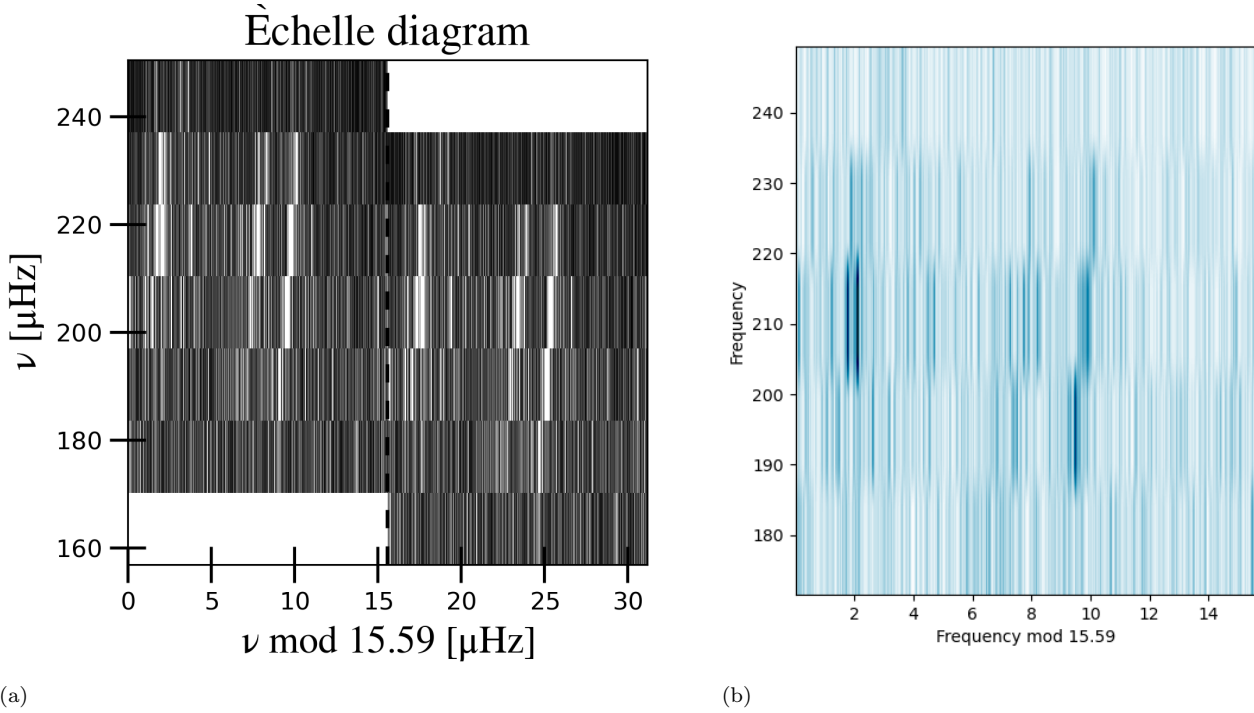 Èchelle diagram
240
220
200
180
160
ν [μHz]
0 5 10 15 20 25 30
ν mod 15.59 [μHz]
(a)
240
230
220
210
200
190
180
Frequency
2 4 6 8 10 12 14
Frequency mod 15.59
(b)